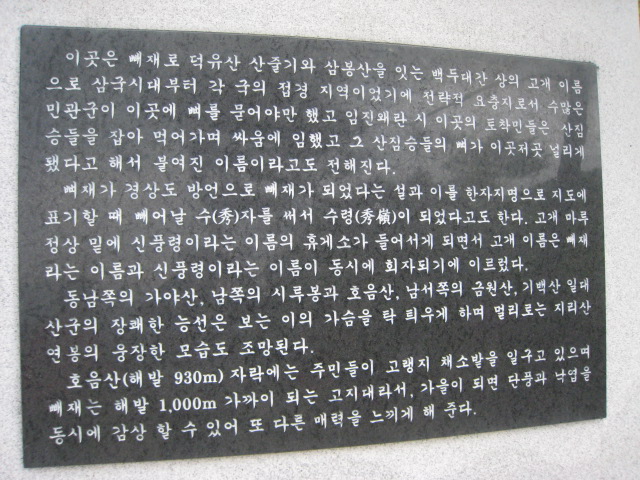 이곳은 빼재로 덕유산 산줄기와 삼봉산을 잇는 백두대간 상의 고개 이름
으로 삼국시대부터 각 국의 접경 지역이었기에 전략적 요충지로서 수많은
민관군이 이곳에 뼈를 묻어야만 했고 임진왜란 시 이곳의 토착민들은 산짐
승들을 잡아 먹어가며 싸움에 임했고 그 산짐승들의 뼈가 이곳저곳 널리게
됐다고 해서 불여진 이름이라고도 전해진다.
뼈재가 경상도 방언으로 빼재가 되었다는 설과 이를 한자지명으로 지도에
표기할 때 빼어날 수(秀)자를 써서 수령(秀嶺)이 되었다고도 한다. 고개 마루
정상 밑에 신풍령이라는 이름의 휴게소가 들어서게 되면서 고개 이름은 빼재
라는 이름과 신풍령이라는 이름이 동시에 회자되기에 이르렀다.
동남쪽의 가야산, 남쪽의 시루봉과 호음산, 남서쪽의 금원산, 기백산 일대
산군의 장쾌한 능선은 보는 이의 가슴을 탁 틔우게 하며 멀리로는 지리산
연봉의 웅장한 모습도 조망된다.
호음산(해발 930m) 자락에는 주민들이 고랭지 채소밭을 일구고 있으며
빼재는 해발 1,000m 가까이 되는 고지대라서, 가을이 되면 단풍과 낙엽을
동시에 감상 할 수 있어 또 다른 매력을 느끼게 해 준다.